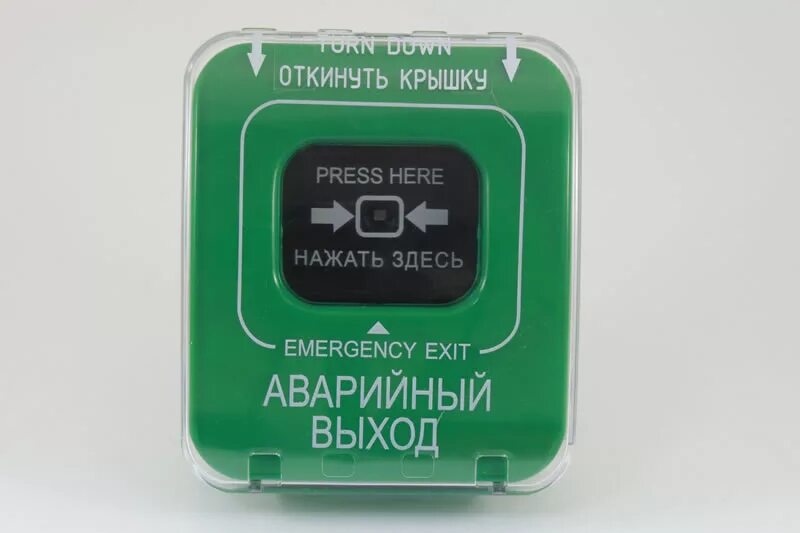 TURN DOWN
ОТКИНУТЬ КРЫШКУ
PRESS HERE
НАЖАТЬ ЗДЕСЬ
EMERGENCY EXIT
АВАРИЙНЫЙ
ВЫХОД